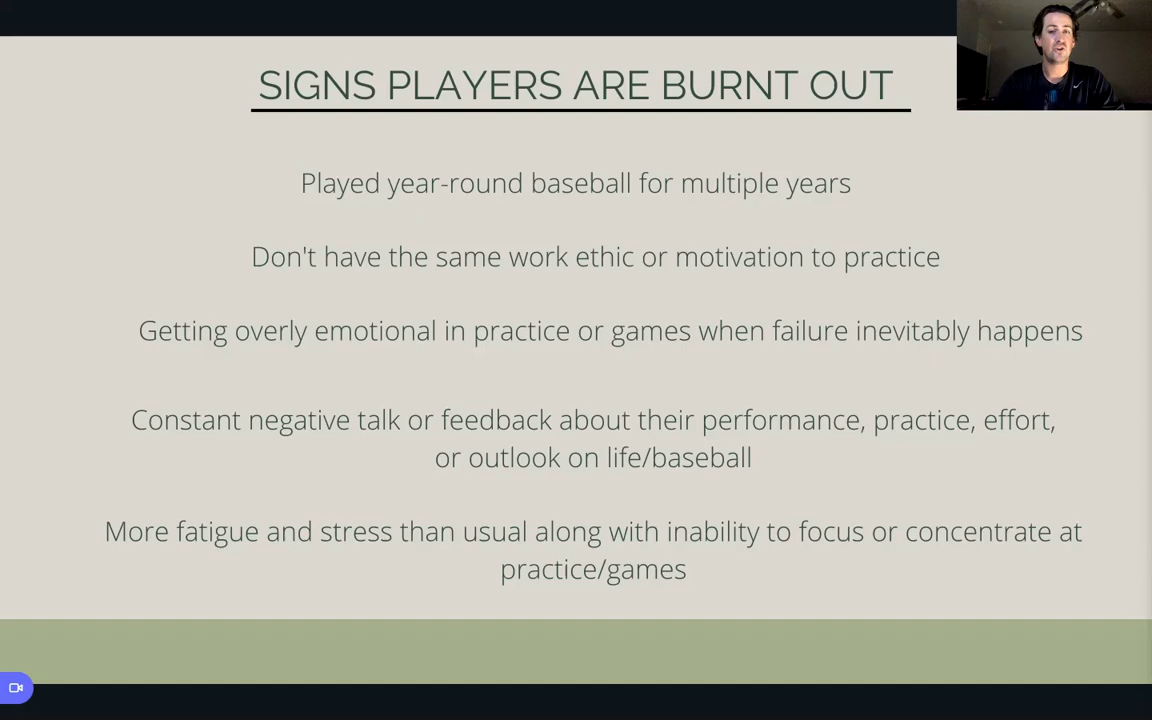 SIGNS PLAYERS ARE BURNT OUT
Played year-round baseball for multiple years
Don't have the same work ethic or motivation to practice
Getting overly emotional in practice or games when failure inevitably happens
Constant negative talk or feedback about their performance, practice, effort,
or outlook on life/baseball
More fatigue and stress than usual along with inability to focus or concentrate at
practice/games